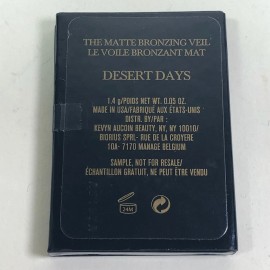 THE MATTE BRONZING VEIL
LE VOILE BRONZANT MAT
DESERT DAYS
1.4 g/POIDS NET WT. 0.05 OZ.
MADE IN USA/FABRIQUE AUX ÉTATS-UNIS
DISTR. BY/PAR :
KEVYN AUCOIN BEAUTY, NY, NY 10010/
BIORIUS SPRL- RUE DE LA CROYERE
10A- 7170 MANAGE BELGIUM
SAMPLE, NOT FOR RESALE/
ÉCHANTILLON GRATUIT, NE PEUT ÊTRE VENDU
24M